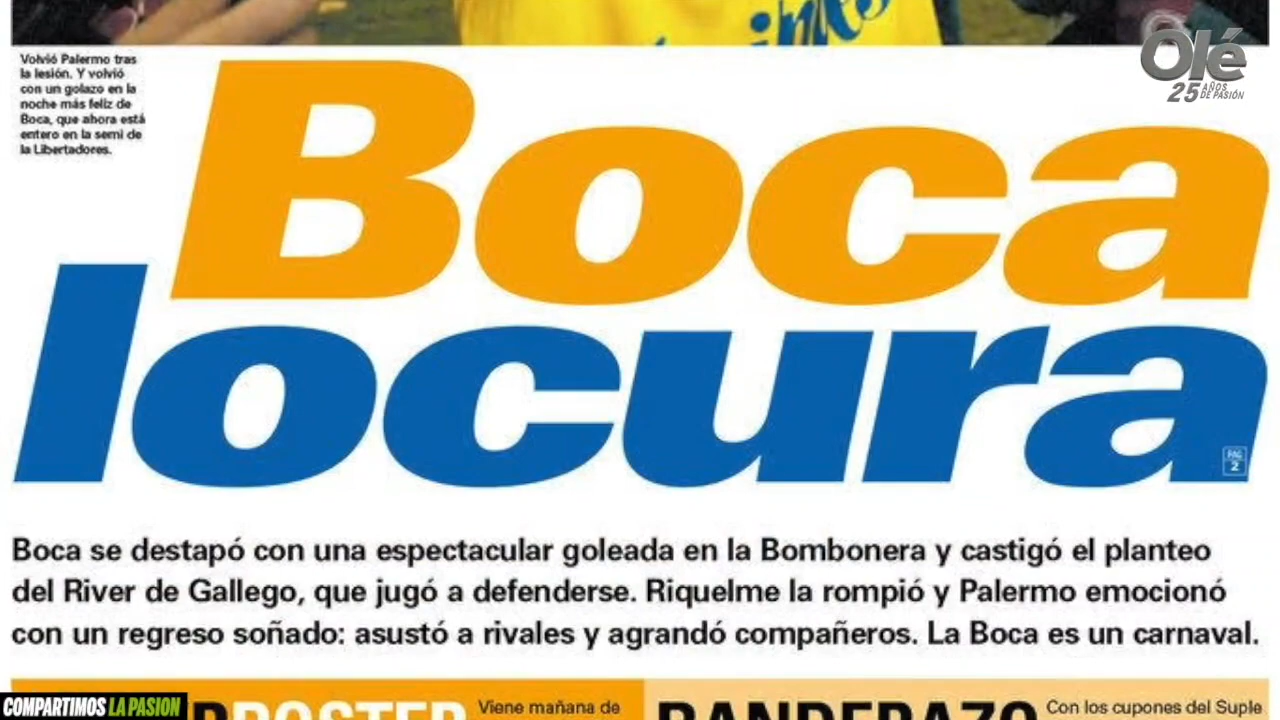 Olé
25 AÑOS
DE PASIÓN
Volvió Palermo tras
la lesión. Y volvió
con un golazo en la
noche más feliz de
Boca, que ahora está
entero en la semi de
la Libertadores.
Boca
locura
PAG
2
Boca se destapó con una espectacular goleada en la Bombonera y castigó el planteo
del River de Gallego, que jugó a defenderse. Riquelme la rompió y Palermo emocionó
con un regreso soñado: asustó a rivales y agrandó compañeros. La Boca es un carnaval.
COMPARTIMOS LA PASION
Viene mañana de
BANDERAZO
Con los cupones del Suple